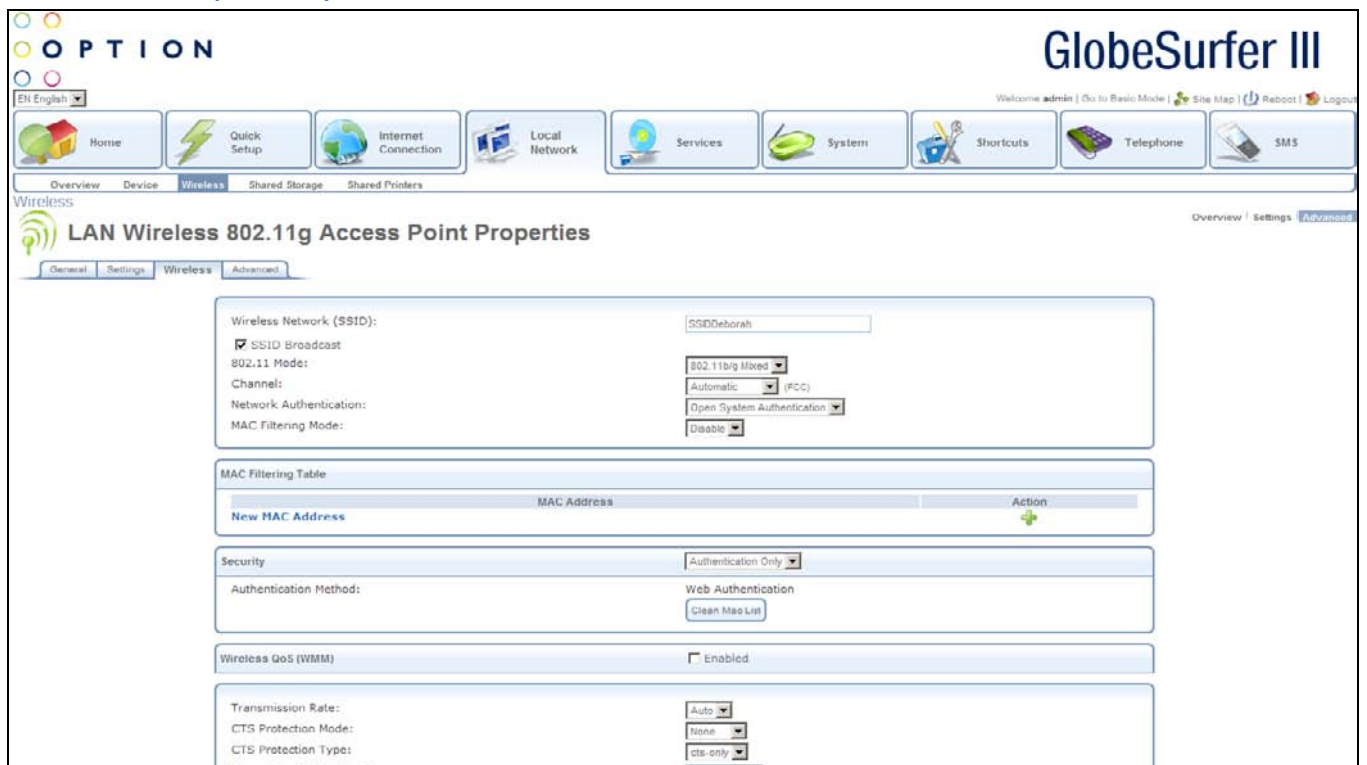 OPTION
GlobeSurfer III
EN English
Welcome admin | Go to Basic Mode | Site Map | Reboot | Logout
Home
Quick Setup
Internet Connection
Local Network
Services
System
Shortcuts
Telephone
SMS
Overview Device Wireless Shared Storage Shared Printers
Wireless
Overview | Settings | Advanced
LAN Wireless 802.11g Access Point Properties
General Settings Wireless Advanced
Wireless Network (SSID): SSIDDeborah
SSID Broadcast
802.11 Mode: 802.11b/g Mixed
Channel: Automatic (FCC)
Network Authentication: Open System Authentication
MAC Filtering Mode: Disable
MAC Filtering Table
MAC Address Action
New MAC Address
Security Authentication Only
Authentication Method: Web Authentication
Clean Mac List
Wireless QoS (WMM) Enabled
Transmission Rate: Auto
CTS Protection Mode: None
CTS Protection Type: cts-only